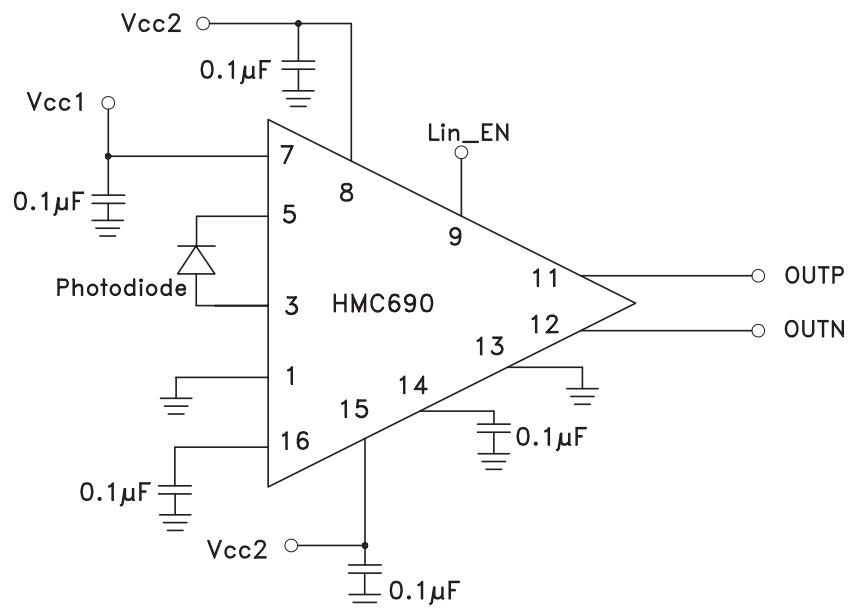 Vcc2
0.1µF
Vcc1
Lin_EN
7
8
0.1µF
5
9
11
OUTP
Photodiode
3
HMC690
12
OUTN
13
1
14
15
16
0.1µF
0.1µF
Vcc2
0.1µF